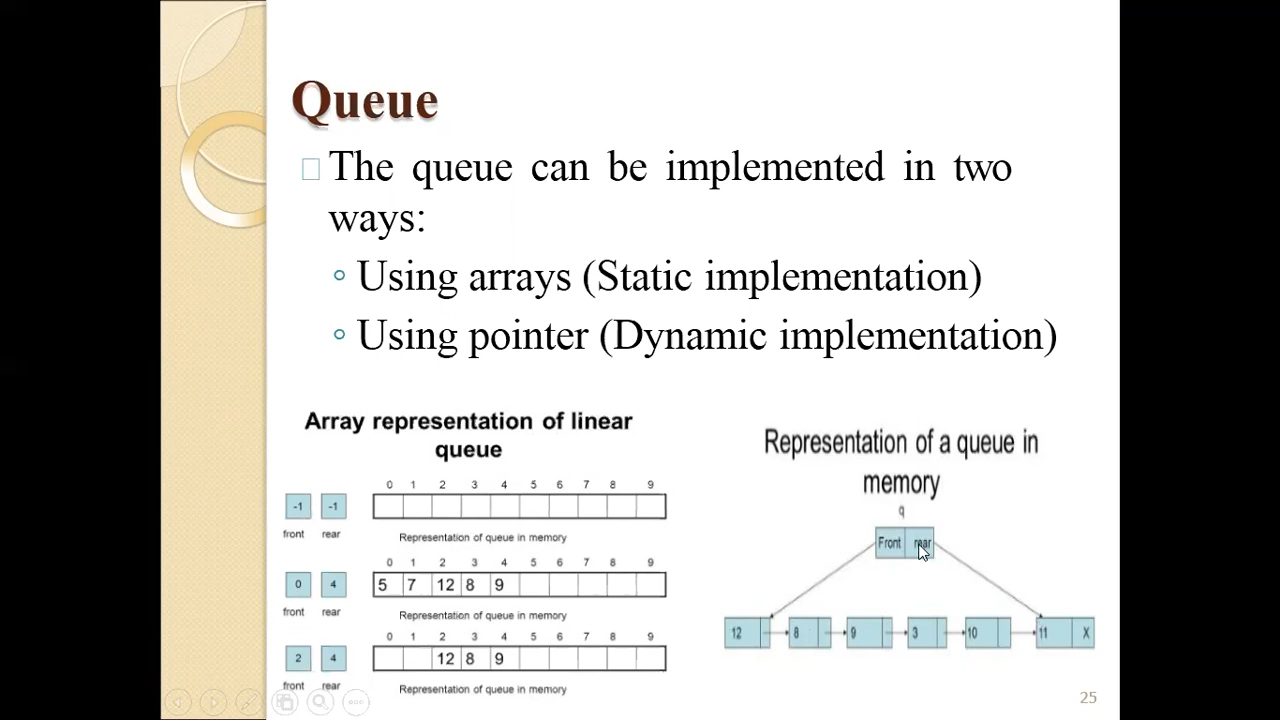 Queue
The queue can be implemented in two
ways:
Using arrays (Static implementation)
Using pointer (Dynamic implementation)
Array representation of linear
queue
0 1 2 3 4 5 6 7 8 9
-1 -1
front rear
Representation of queue in memory
0 1 2 3 4 5 6 7 8 9
0 4 5 7 12 8 9
front rear
Representation of queue in memory
0 1 2 3 4 5 6 7 8 9
2 4 12 8 9
front rear
Representation of queue in memory
Representation of a queue in
memory
q
Front rear
12 8 9 3 10 11 X
25